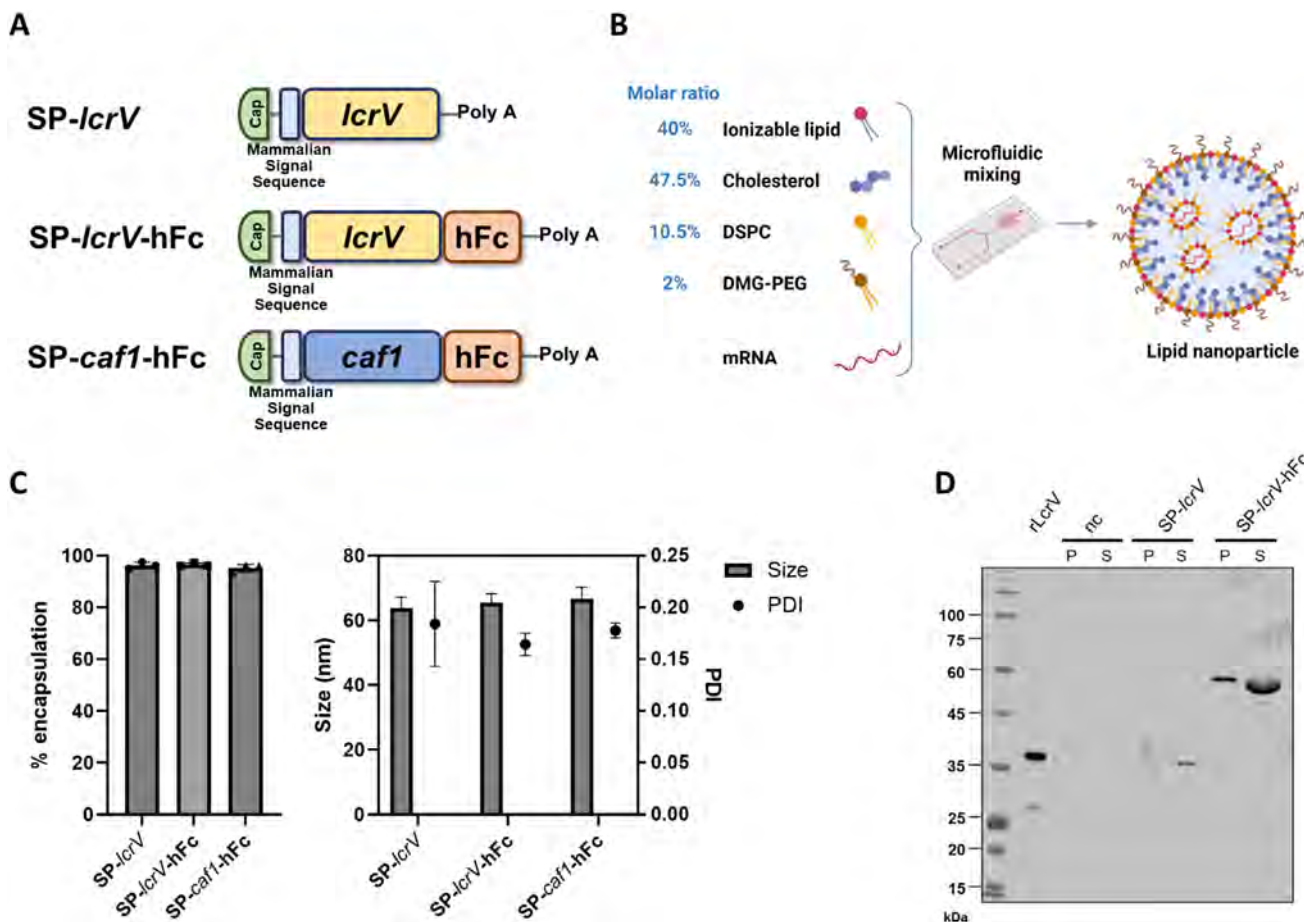 A
SP-lcrV
Cap
lcrV
Poly A
Mammalian
Signal
Sequence
SP-lcrV-hFc
Cap
lcrV
hFc
Poly A
Mammalian
Signal
Sequence
SP-caf1-hFc
Cap
caf1
hFc
Poly A
Mammalian
Signal
Sequence
B
Molar ratio
40%
Ionizable lipid
47.5%
Cholesterol
10.5%
DSPC
2%
DMG-PEG
mRNA
Microfluidic
mixing
Lipid nanoparticle
C
% encapsulation
100
80
60
40
20
0
SP-lcrV
SP-lcrV-hFc
SP-caf1-hFc
Size (nm)
80
60
40
20
0
0.25
0.20
0.15
0.10
0.05
0.00
PDI
Size
PDI
SP-lcrV
SP-lcrV-hFc
SP-caf1-hFc
D
rLcrV
nc
SP-lcrV
SP-lcrV-hFc
P
S
P
S
P
S
100
75
60
45
35
25
20
15
kDa